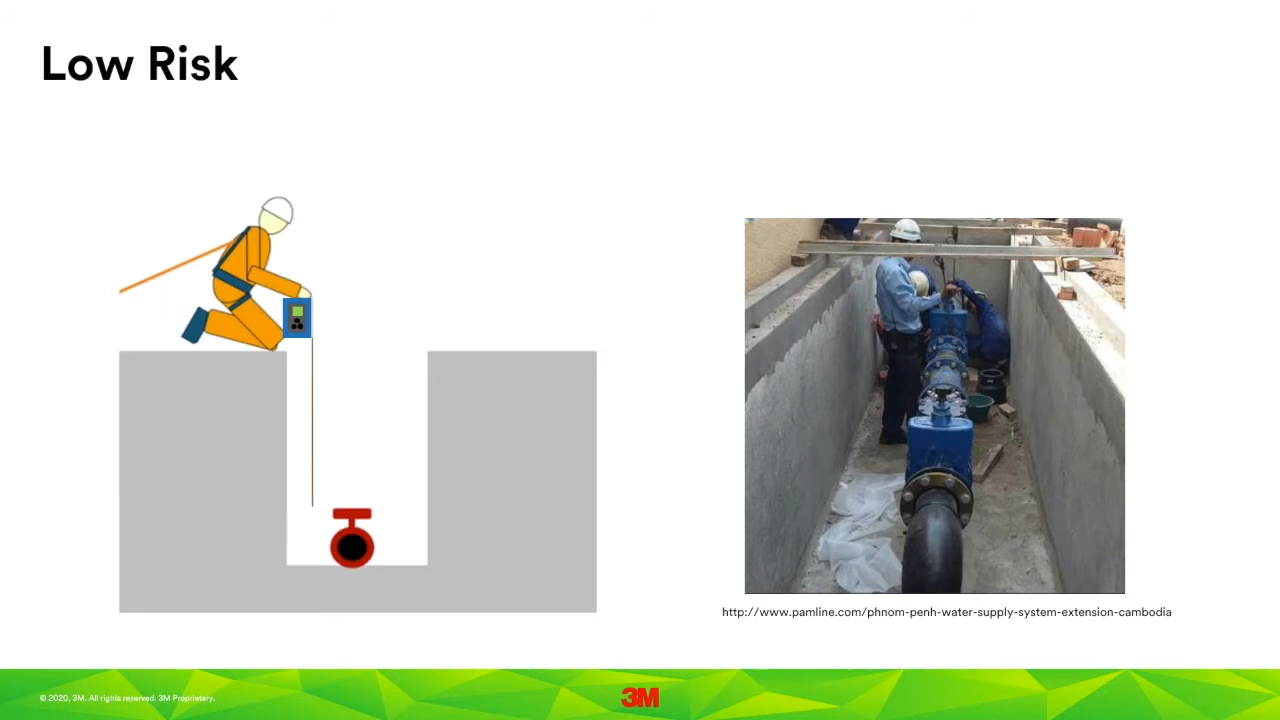 Low Risk
http://www.pamline.com/phnom-penh-water-supply-system-extension-cambodia
© 2020, 3M. All rights reserved. 3M Proprietary.
3M